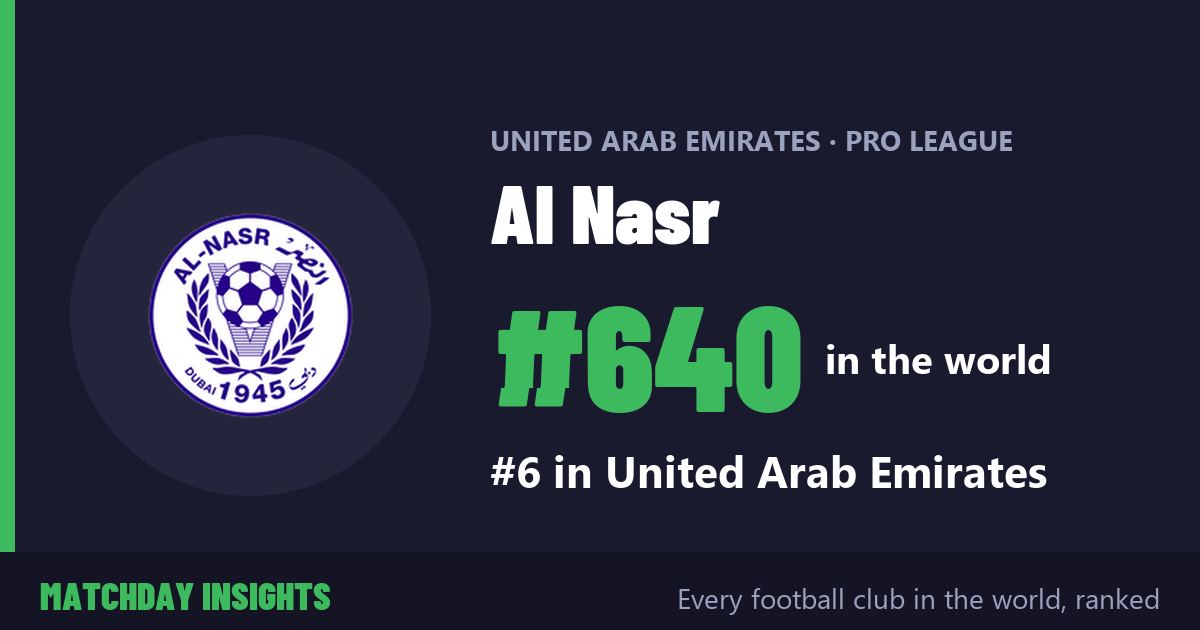 UNITED ARAB EMIRATES · PRO LEAGUE
Al Nasr
AL-NASR النصر
DUBAI 1945 دبي
#640 in the world
#6 in United Arab Emirates
MATCHDAY INSIGHTS
Every football club in the world, ranked